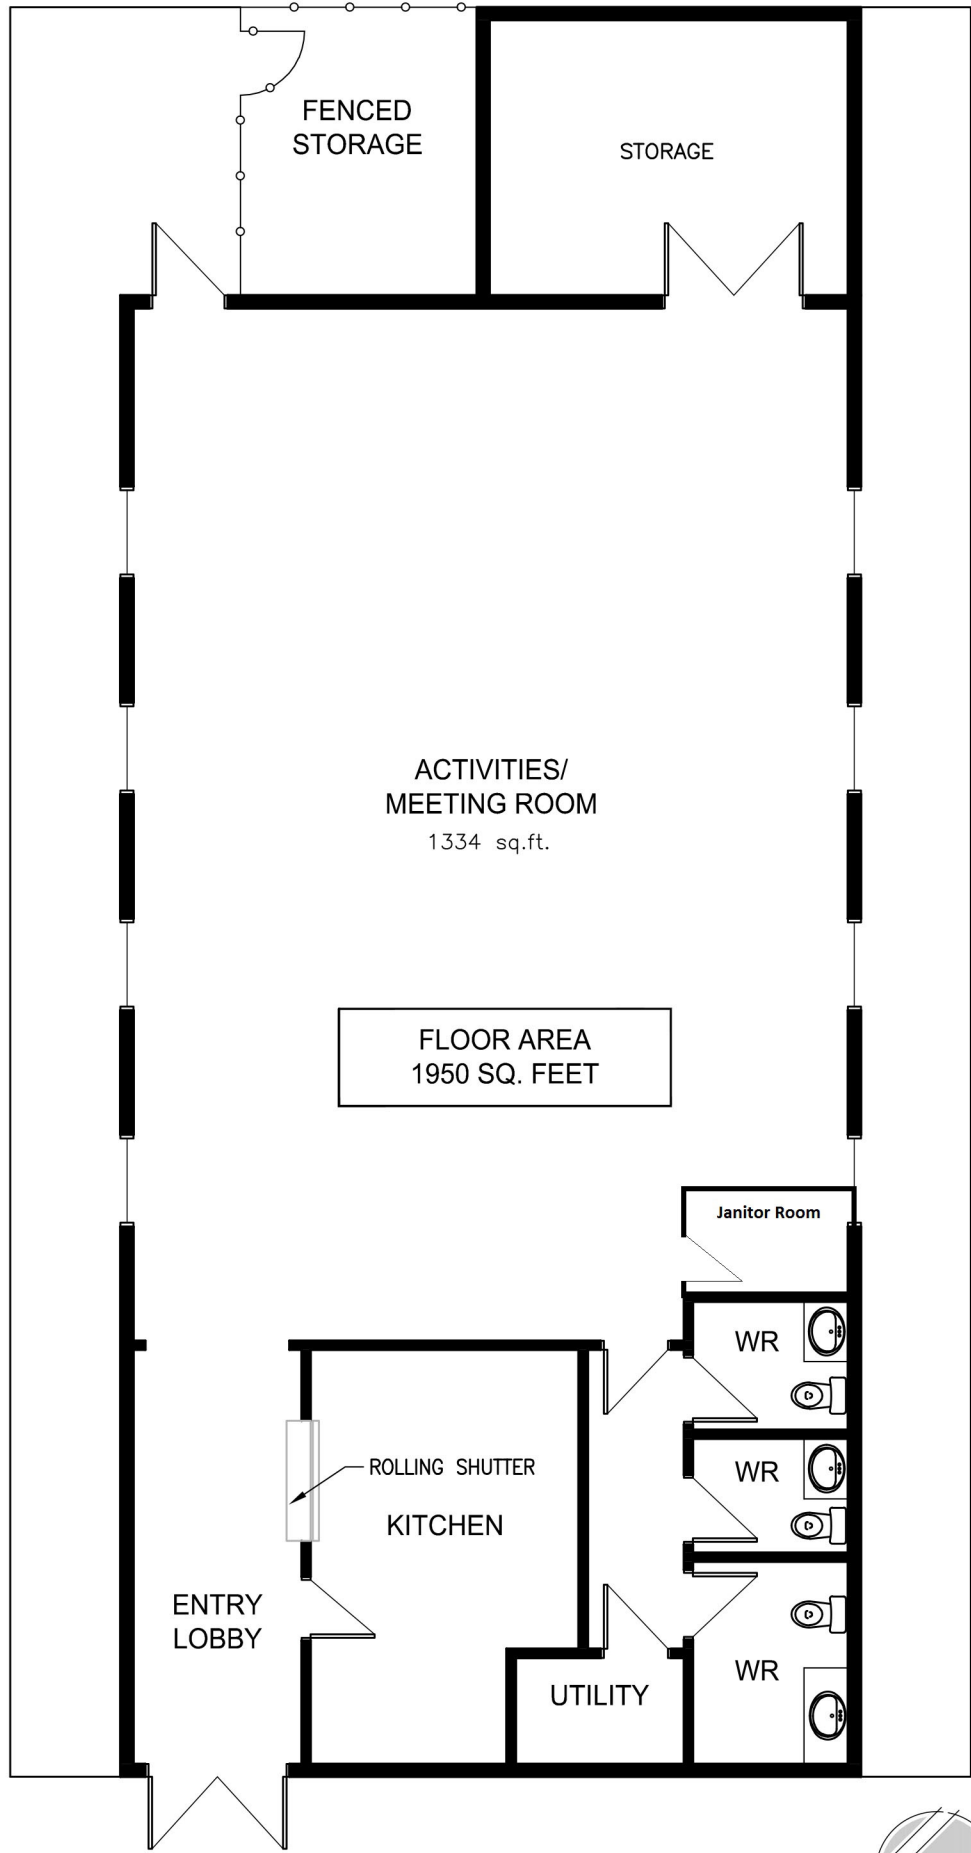 FENCED
STORAGE
STORAGE
ACTIVITIES/
MEETING ROOM
1334 sq.ft.
FLOOR AREA
1950 SQ. FEET
Janitor Room
WR
ROLLING SHUTTER
WR
KITCHEN
ENTRY
LOBBY
WR
UTILITY